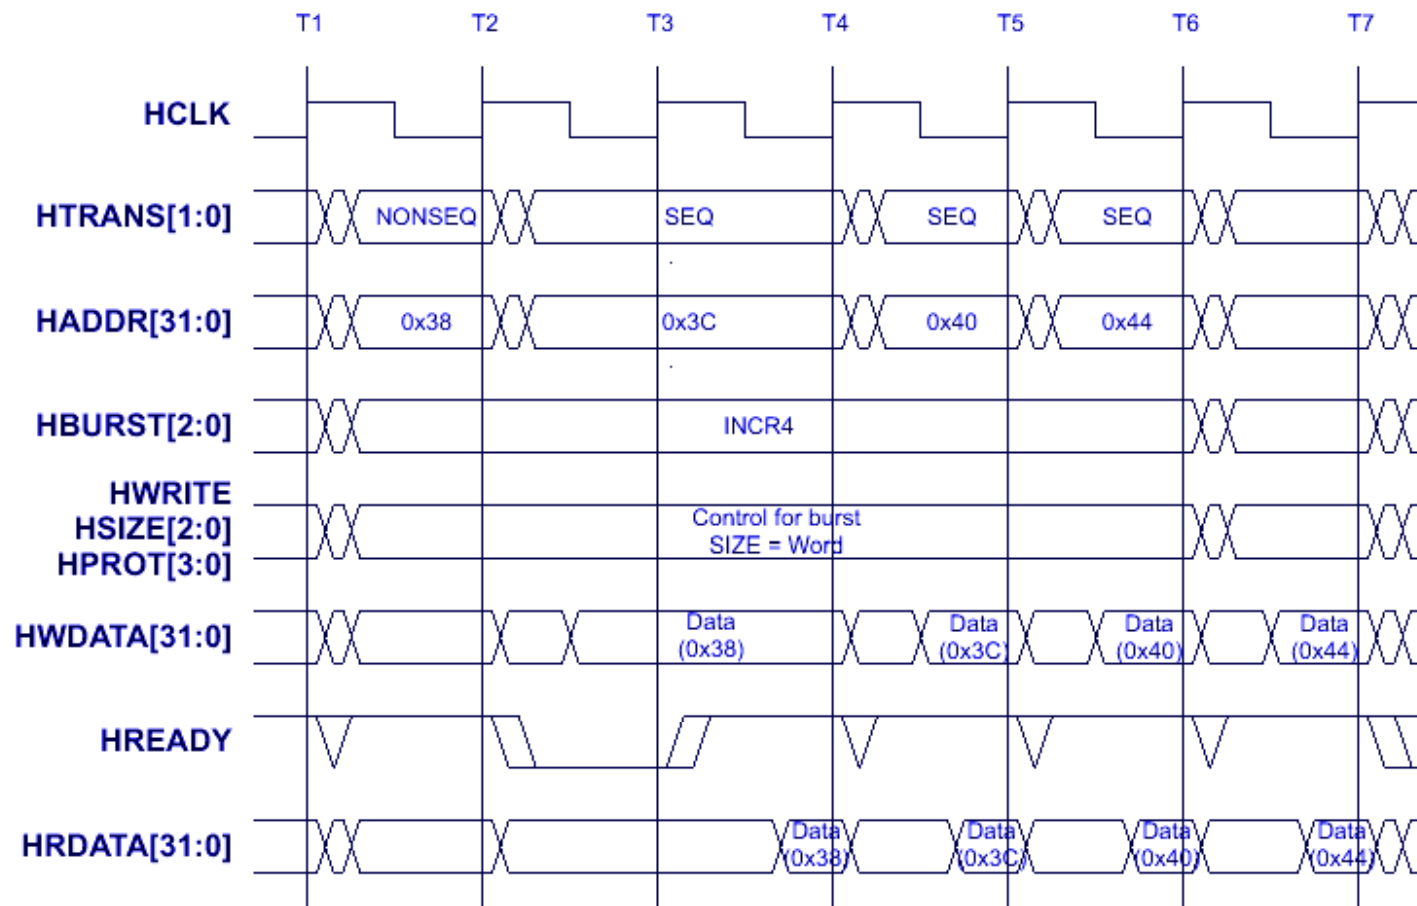 T1 T2 T3 T4 T5 T6 T7
HCLK
HTRANS[1:0] NONSEQ SEQ SEQ SEQ
HADDR[31:0] 0x38 0x3C 0x40 0x44
HBURST[2:0] INCR4
HWRITE
HSIZE[2:0]
HPROT[3:0]
Control for burst
SIZE = Word
HWDATA[31:0]
Data Data Data Data
(0x38) (0x3C) (0x40) (0x44)
HREADY
HRDATA[31:0]
Data Data Data Data
(0x38) (0x3C) (0x40) (0x44)